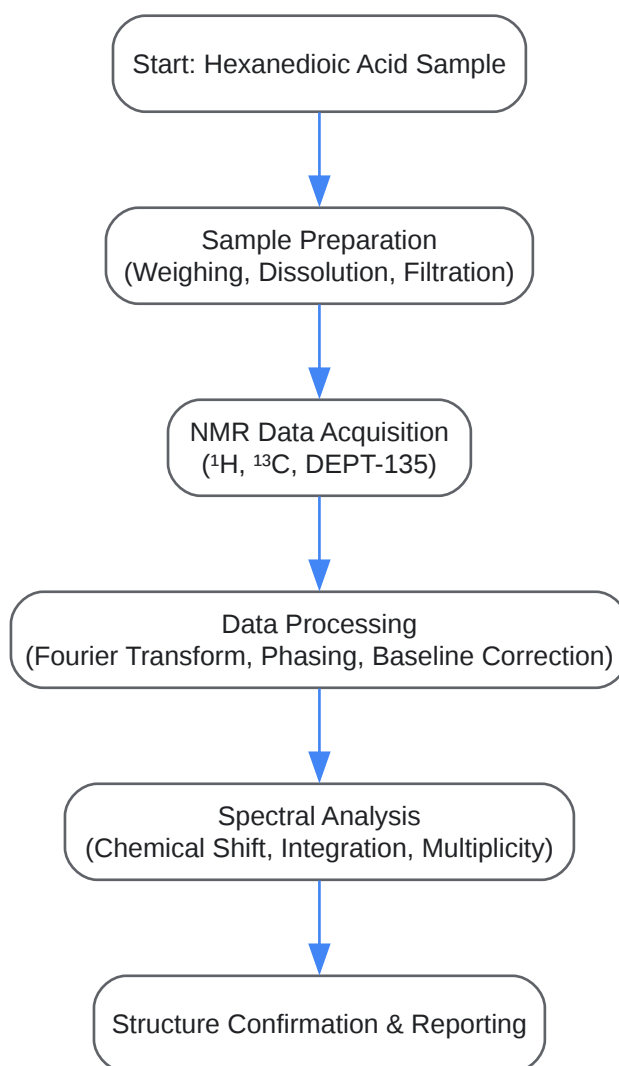 Start: Hexanedioic Acid Sample
Sample Preparation
(Weighing, Dissolution, Filtration)
NMR Data Acquisition
(¹H, ¹³C, DEPT-135)
Data Processing
(Fourier Transform, Phasing, Baseline Correction)
Spectral Analysis
(Chemical Shift, Integration, Multiplicity)
Structure Confirmation & Reporting